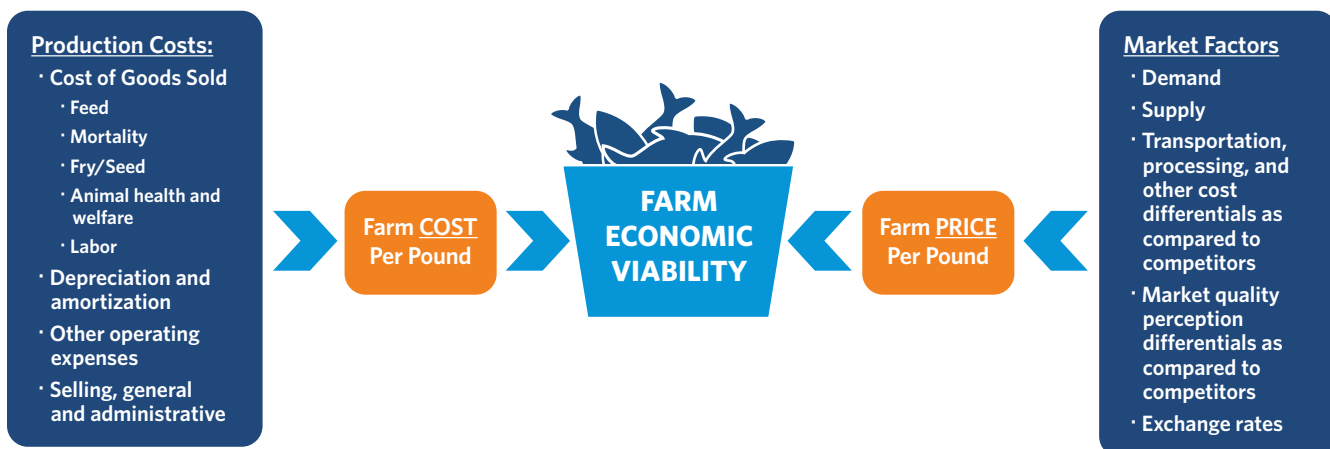 Production Costs:
· Cost of Goods Sold
· Feed
· Mortality
· Fry/Seed
· Animal health and
welfare
· Labor
· Depreciation and
amortization
· Other operating
expenses
· Selling, general
and administrative
Farm COST
Per Pound
FARM
ECONOMIC
VIABILITY
Farm PRICE
Per Pound
Market Factors
· Demand
· Supply
· Transportation,
processing, and
other cost
differentials as
compared to
competitors
· Market quality
perception
differentials as
compared to
competitors
· Exchange rates